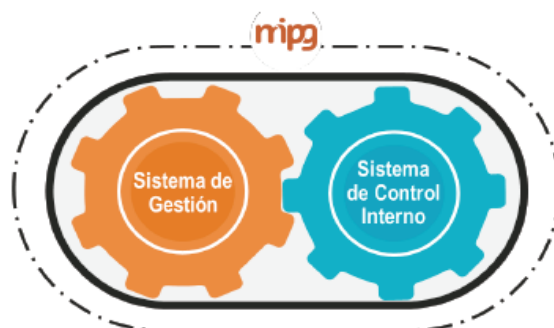 mipg
Sistema de
Gestión
Sistema
de Control
Interno